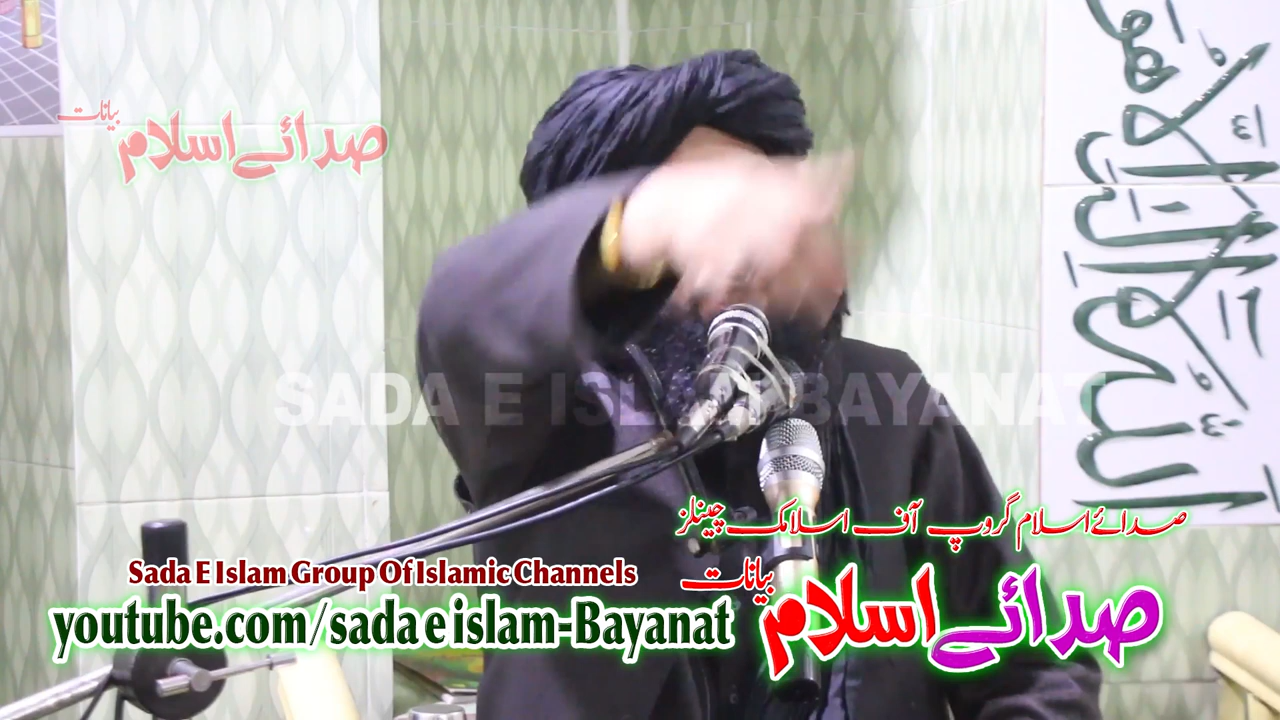 بیانات
صدائے اسلام
SADA E ISLAM BAYANAT
صدائے اسلام گروپ آف اسلامک چینلز
Sada E Islam Group Of Islamic Channels
بیانات
youtube.com/sada e islam-Bayanat
صدائے اسلام